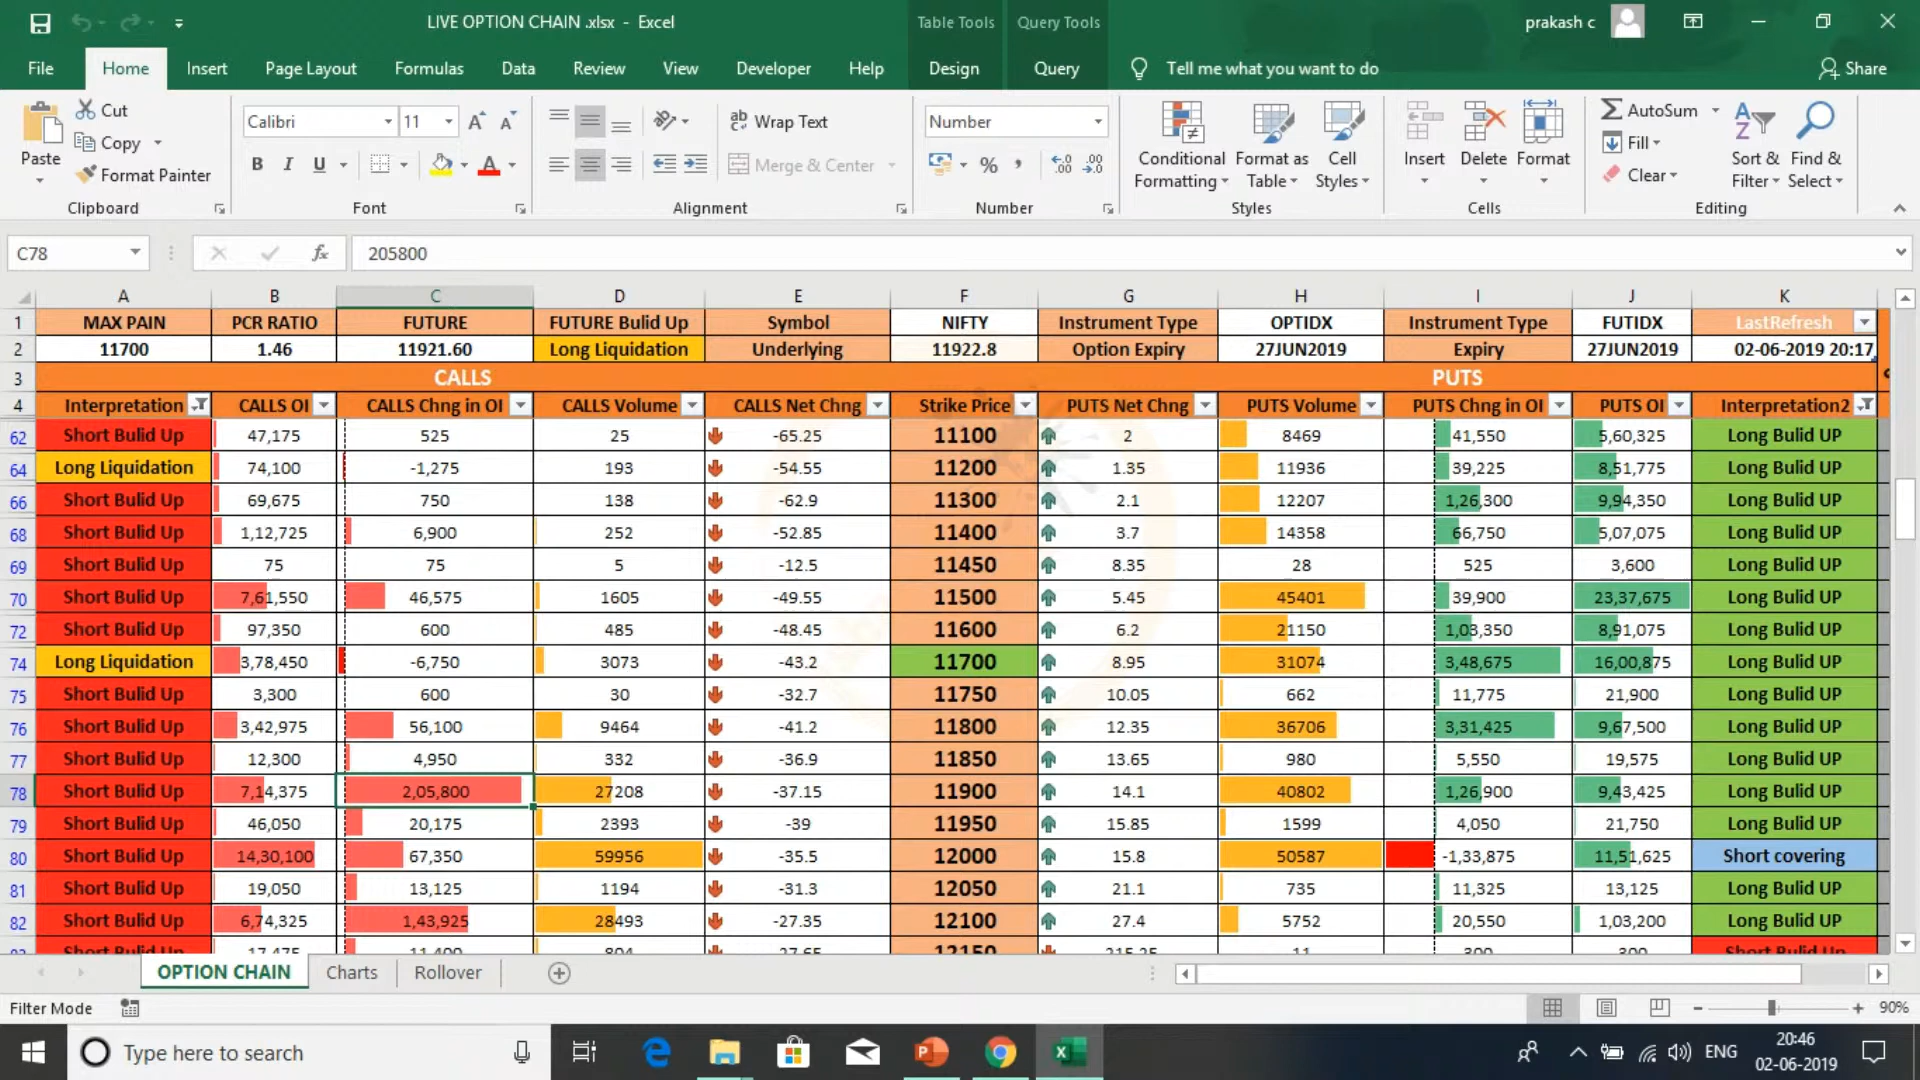 LIVE OPTION CHAIN .xlsx - Excel
Table Tools Query Tools
prakash c
File Home Insert Page Layout Formulas Data Review View Developer Help Design Query Tell me what you want to do Share
Paste Cut Copy Format Painter Clipboard
Calibri 11 B I U A Font
Wrap Text Merge & Center Alignment
Number % , Number
Conditional Formatting Format as Table Cell Styles Styles
Insert Delete Format Cells
AutoSum Fill Clear Sort & Filter Find & Select Editing
C78 fx 205800
A B C D E F G H I J K
1 MAX PAIN PCR RATIO FUTURE FUTURE Build Up Symbol NIFTY Instrument Type OPTIDX Instrument Type FUTIDX LastRefresh
2 11700 1.46 11921.60 Long Liquidation Underlying 11922.8 Option Expiry 27JUN2019 Expiry 27JUN2019 02-06-2019 20:17
3 CALLS PUTS
4 Interpretation CALLS OI CALLS Chng in OI CALLS Volume CALLS Net Chng Strike Price PUTS Net Chng PUTS Volume PUTS Chng in OI PUTS OI Interpretation2
62 Short Bulid Up 47,175 525 25 -65.25 11100 2 8469 41,550 5,60,325 Long Bulid UP
64 Long Liquidation 74,100 -1,275 193 -54.55 11200 1.35 11936 39,225 8,51,775 Long Bulid UP
66 Short Bulid Up 69,675 750 138 -62.9 11300 2.1 12207 1,26,300 9,94,350 Long Bulid UP
68 Short Bulid Up 1,12,725 6,900 252 -52.85 11400 3.7 14358 66,750 5,07,075 Long Bulid UP
69 Short Bulid Up 75 75 5 -12.5 11450 8.35 28 525 3,600 Long Bulid UP
70 Short Bulid Up 7,61,550 46,575 1605 -49.55 11500 5.45 45401 39,900 23,37,675 Long Bulid UP
72 Short Bulid Up 97,350 600 485 -48.45 11600 6.2 21150 1,03,350 8,91,075 Long Bulid UP
74 Long Liquidation 3,78,450 -6,750 3073 -43.2 11700 8.95 31074 3,48,675 16,00,875 Long Bulid UP
75 Short Bulid Up 3,300 600 30 -32.7 11750 10.05 662 11,775 21,900 Long Bulid UP
76 Short Bulid Up 3,42,975 56,100 9464 -41.2 11800 12.35 36706 3,31,425 9,67,500 Long Bulid UP
77 Short Bulid Up 12,300 4,950 332 -36.9 11850 13.65 980 5,550 19,575 Long Bulid UP
78 Short Bulid Up 7,14,375 2,05,800 27208 -37.15 11900 14.1 40802 1,26,900 9,43,425 Long Bulid UP
79 Short Bulid Up 46,050 20,175 2393 -39 11950 15.85 1599 4,050 21,750 Long Bulid UP
80 Short Bulid Up 14,30,100 67,350 59956 -35.5 12000 15.8 50587 -1,33,875 11,51,625 Short covering
81 Short Bulid Up 19,050 13,125 1194 -31.3 12050 21.1 735 11,325 13,125 Long Bulid UP
82 Short Bulid Up 6,74,325 1,43,925 28493 -27.35 12100 27.4 5752 20,550 1,03,200 Long Bulid UP
OPTION CHAIN Charts Rollover
Filter Mode 90%
Type here to search ENG 20:46
02-06-2019